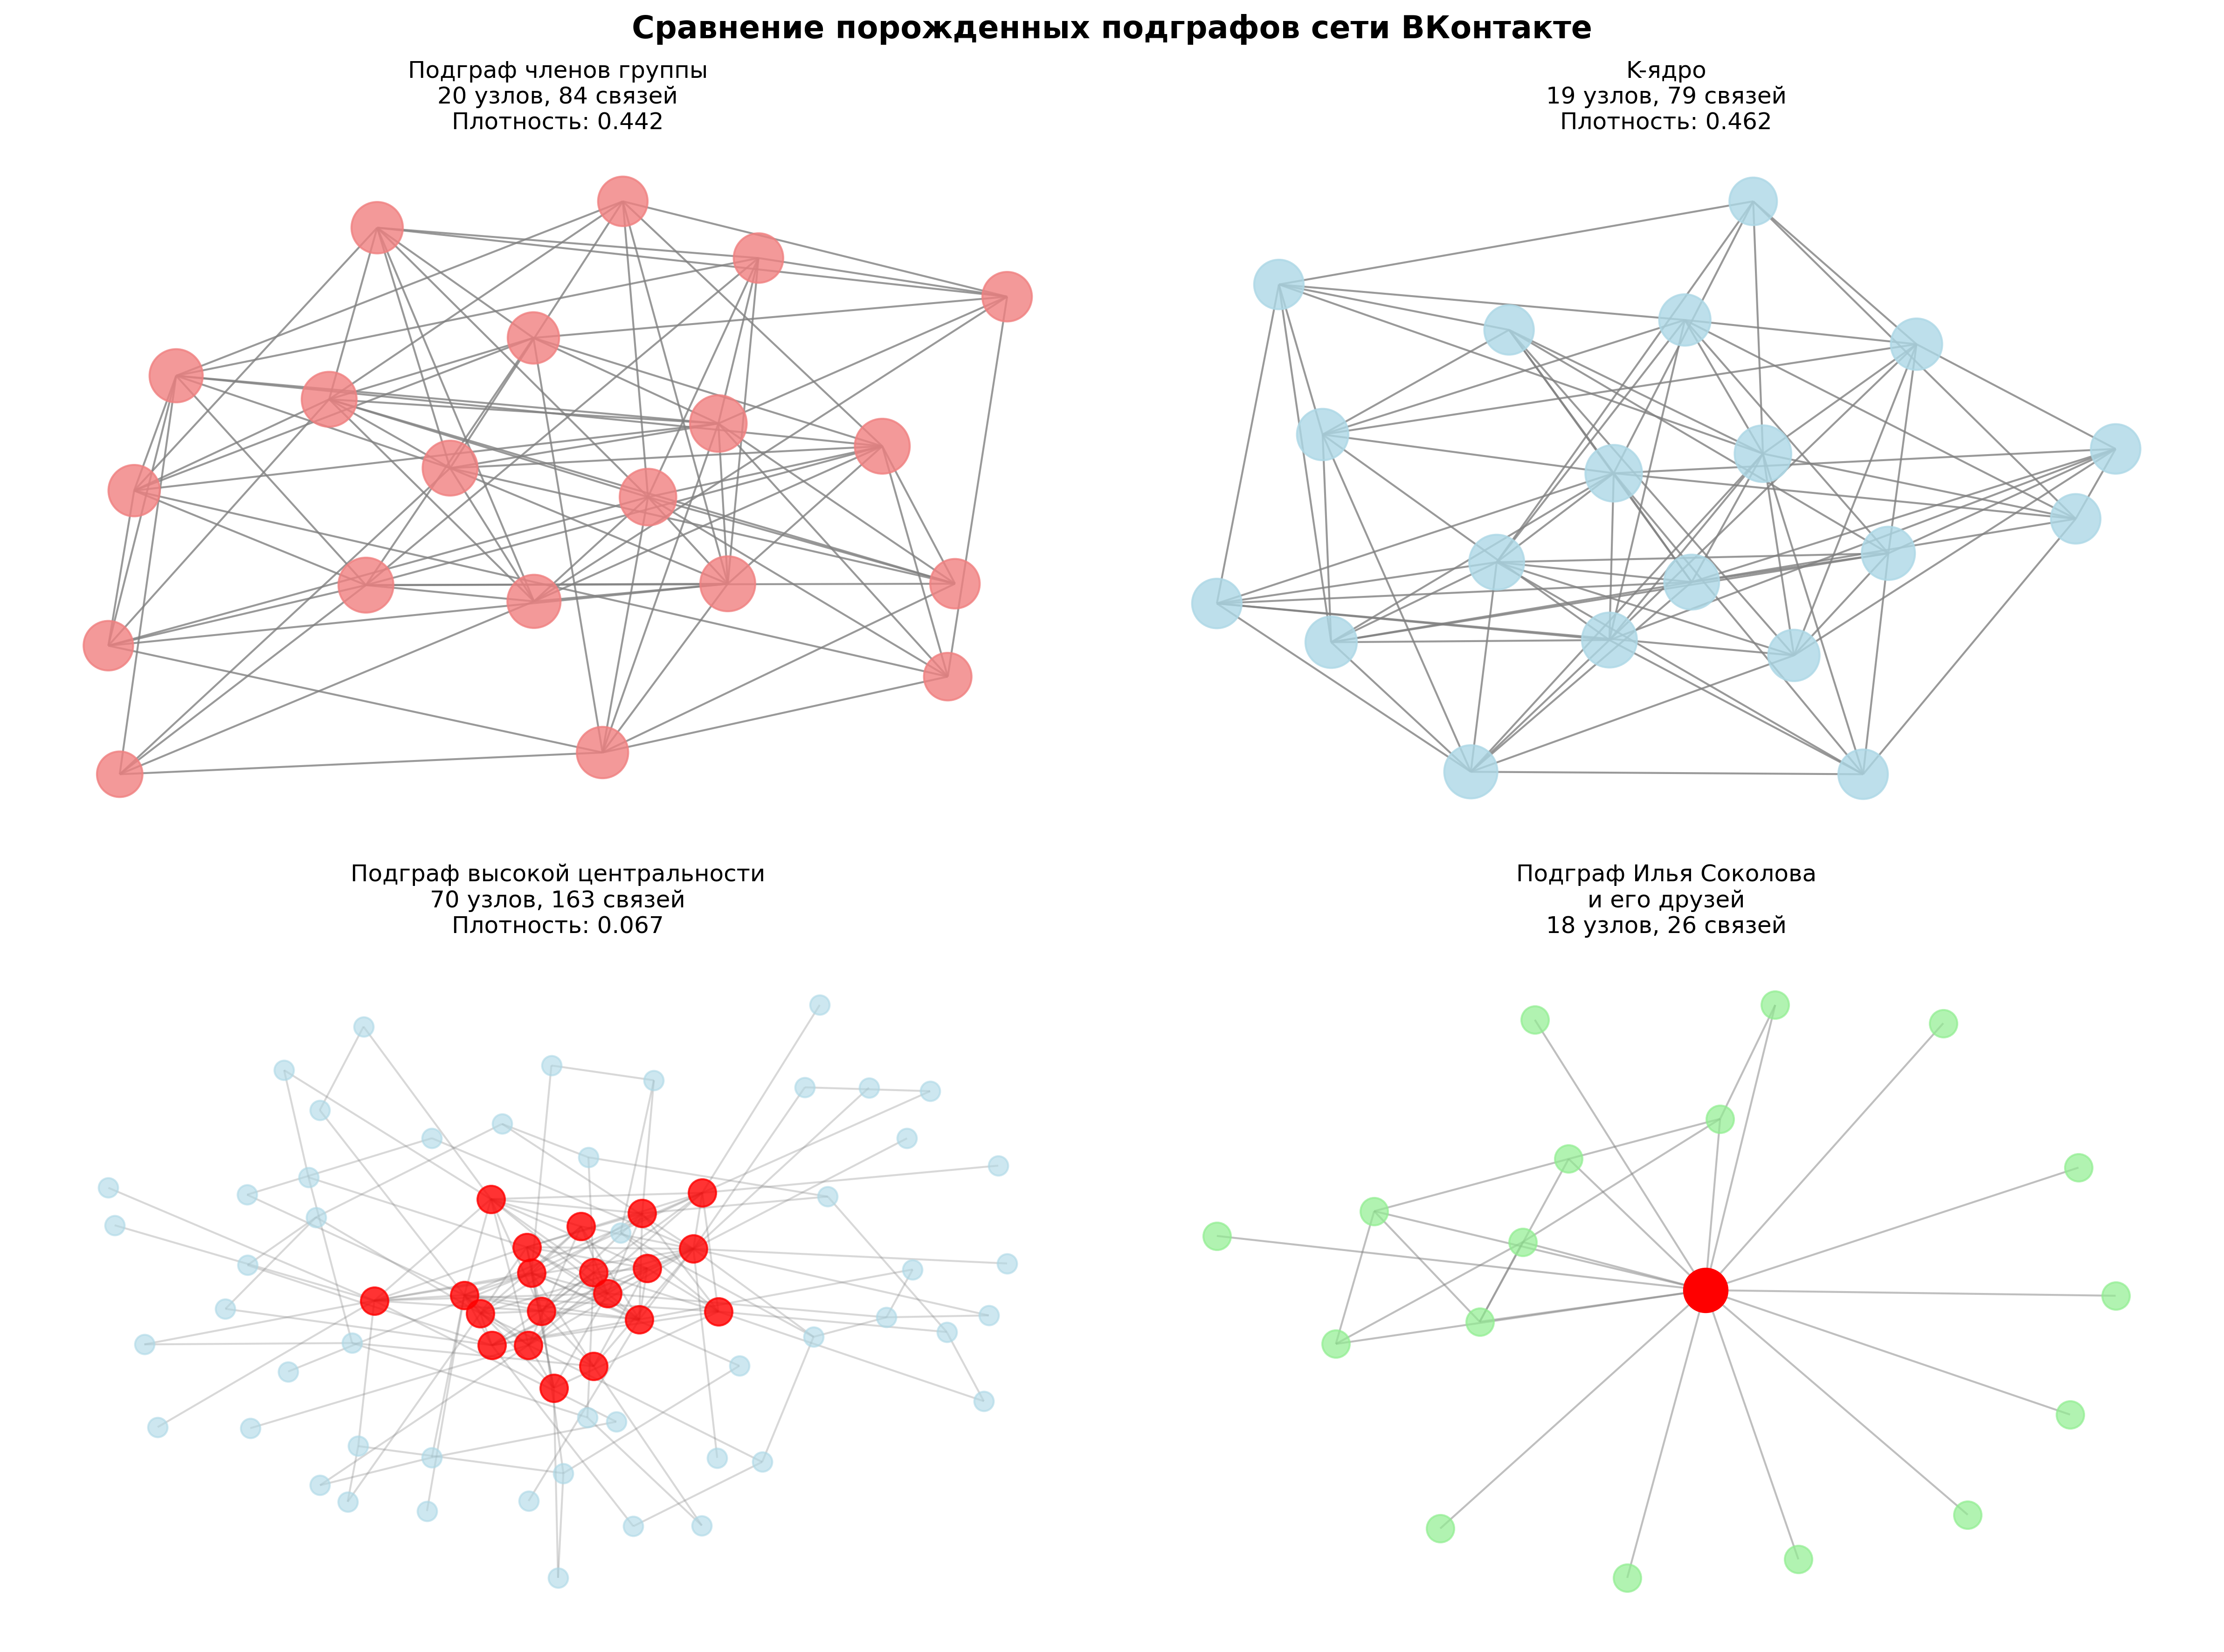 Сравнение порожденных подграфов сети ВКонтакте
Подграф членов группы
20 узлов, 84 связей
Плотность: 0.442
К-ядро
19 узлов, 79 связей
Плотность: 0.462
Подграф высокой центральности
70 узлов, 163 связей
Плотность: 0.067
Подграф Илья Соколова
и его друзей
18 узлов, 26 связей